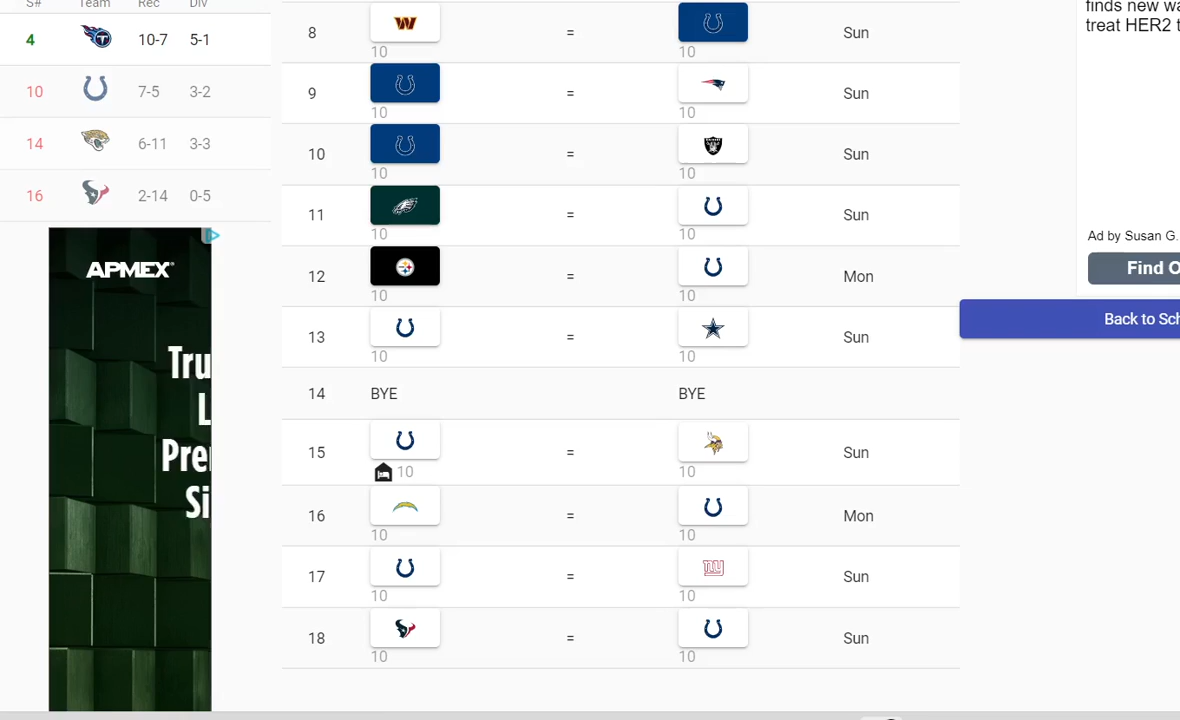 S# Team Rec Div
4 10-7 5-1
10 7-5 3-2
14 6-11 3-3
16 2-14 0-5
APMEX®
Tru
L
Pre
Si
8 W = Sun
10 10
9 = Sun
10 10
10 = Sun
10 10
11 = Sun
10 10
12 = Mon
10 10
13 = Sun
10 10
14 BYE BYE
15 = Sun
10 10
16 = Mon
10 10
17 = ny Sun
10 10
18 = Sun
10 10
finds new wa
treat HER2 t
Ad by Susan G.
Find O
Back to Sch